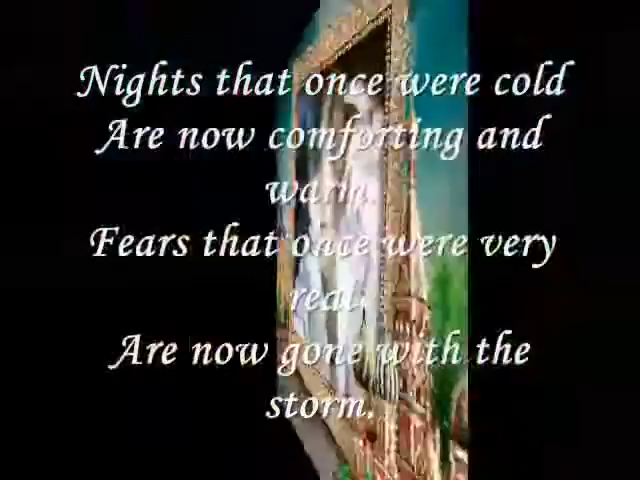 Nights that once were cold
Are now comforting and
warm.
Fears that once were very
real,
Are now gone with the
storm.